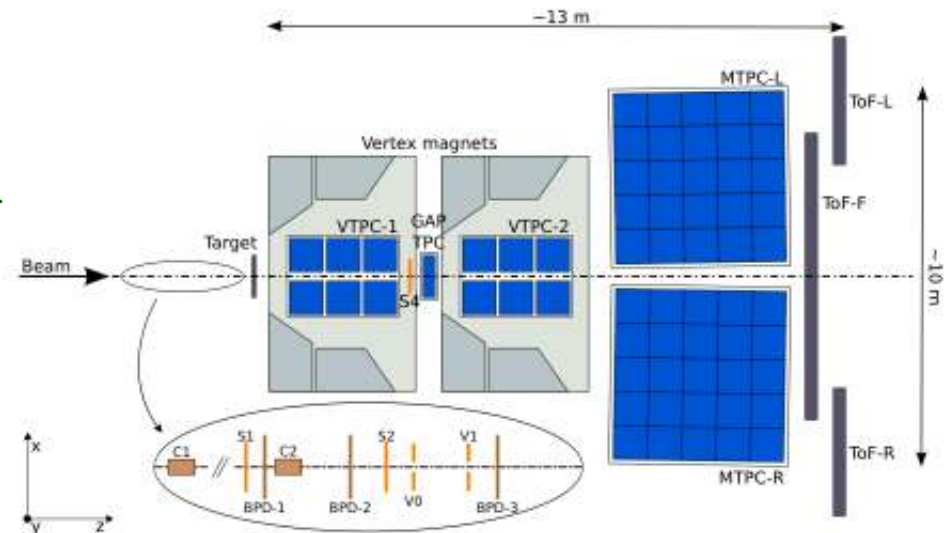 ~13 m
MTPC-L
ToF-L
Vertex magnets
ToF-F
VTPC-1
GAP
TPC
VTPC-2
Target
Beam
S4
~10 m
S1
C1
C2
S2
V1
BPD-1
BPD-2
V0
BPD-3
MTPC-R
ToF-R
x
y
z